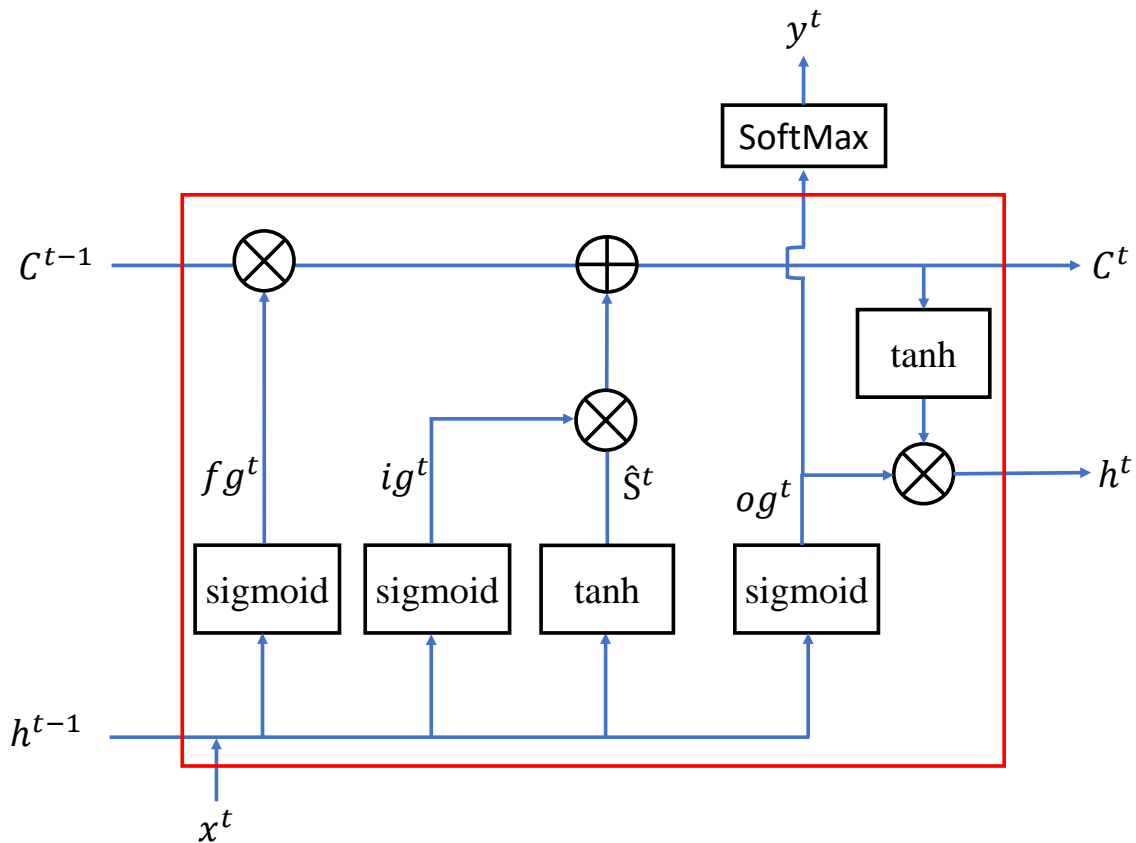 y^t
SoftMax
C^{t−1}
C^t
tanh
fg^t
ig^t
Ŝ^t
og^t
h^t
sigmoid
sigmoid
tanh
sigmoid
h^{t−1}
x^t